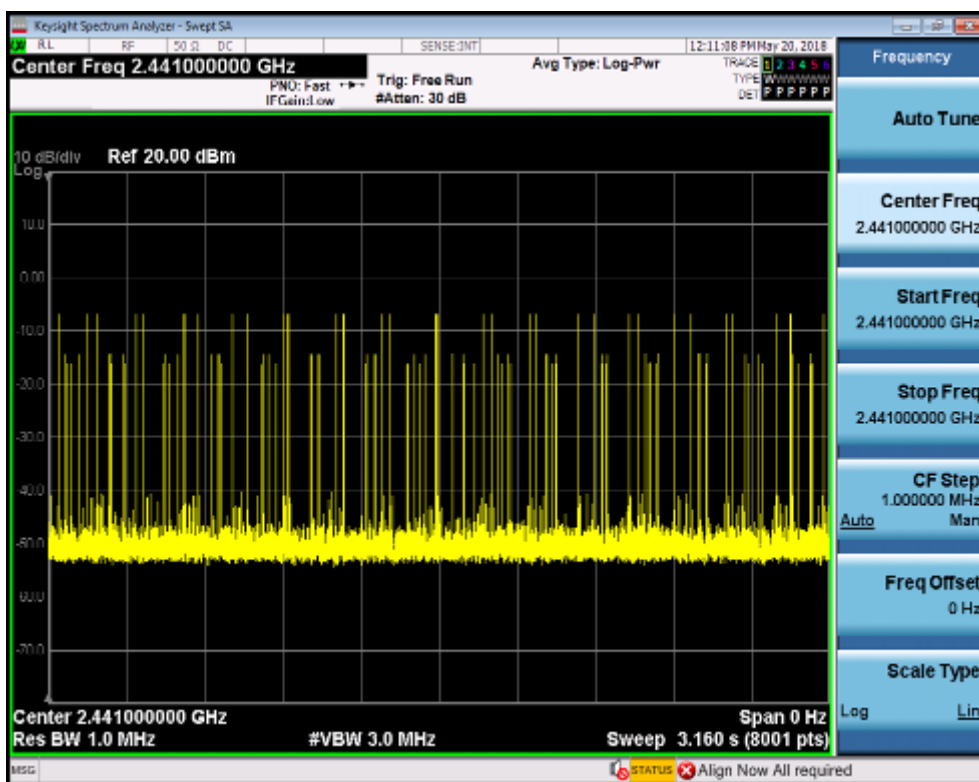 Keysight Spectrum Analyzer - Swept SA
RL RF 50 Ω DC SENSE:INT 12:11:08 PM May 20, 2018
Center Freq 2.441000000 GHz Avg Type: Log-Pwr TRACE 1 2 3 4 5 6
PNO: Fast Trig: Free Run TYPE WWWWWW
IFGain:Low #Atten: 30 dB DET P P P P P P
10 dB/div Ref 20.00 dBm
Log
10.0
0.00
-10.0
-20.0
-30.0
-40.0
-50.0
-60.0
-70.0
Center 2.441000000 GHz Span 0 Hz
Res BW 1.0 MHz #VBW 3.0 MHz Sweep 3.160 s (8001 pts)
MSG STATUS Align Now All required
Frequency
Auto Tune
Center Freq
2.441000000 GHz
Start Freq
2.441000000 GHz
Stop Freq
2.441000000 GHz
CF Step
1.000000 MHz
Auto Man
Freq Offset
0 Hz
Scale Type
Log Lin